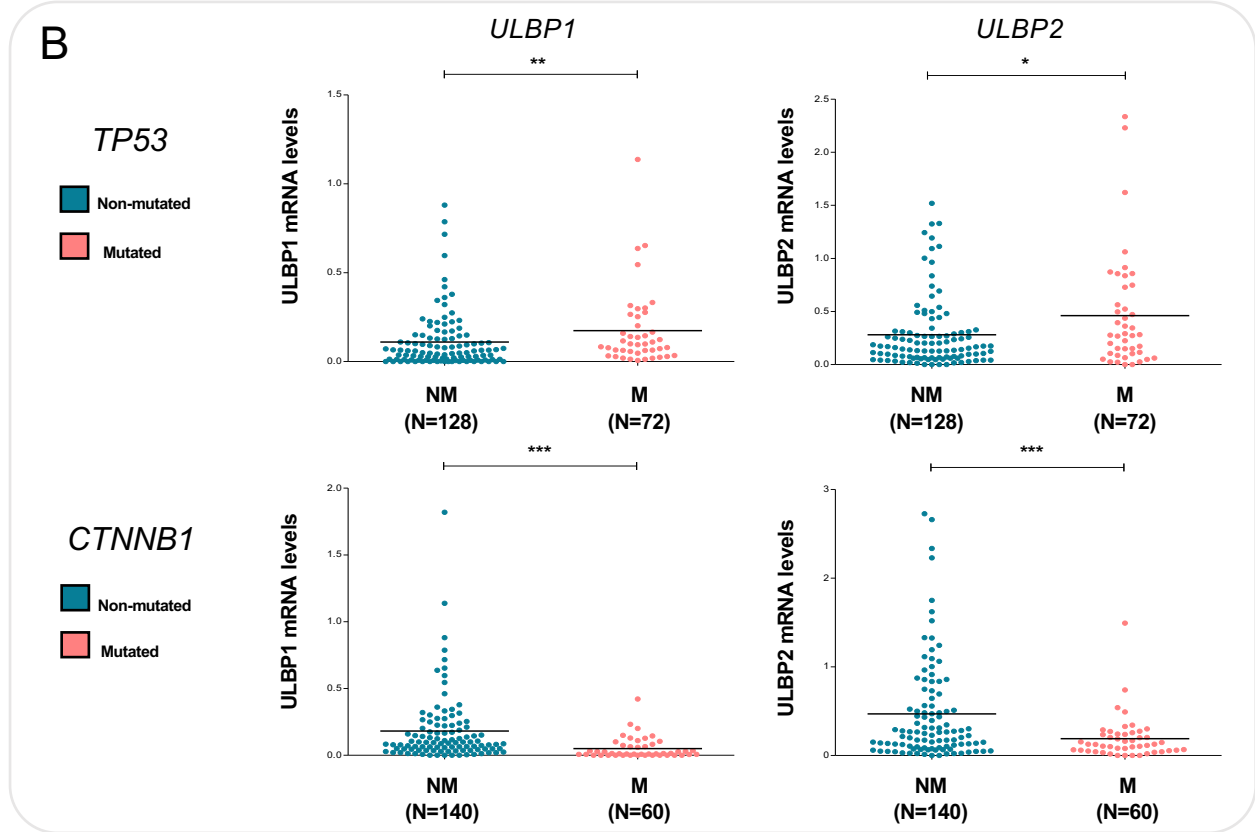 B
ULBP1
ULBP2
TP53
Non-mutated
Mutated
**
ULBP1 mRNA levels
1.5
1.0
0.5
0.0
NM
(N=128)
M
(N=72)
*
ULBP2 mRNA levels
2.5
2.0
1.5
1.0
0.5
0.0
NM
(N=128)
M
(N=72)
CTNNB1
Non-mutated
Mutated
***
ULBP1 mRNA levels
2.0
1.5
1.0
0.5
0.0
NM
(N=140)
M
(N=60)
***
ULBP2 mRNA levels
3
2
1
0
NM
(N=140)
M
(N=60)